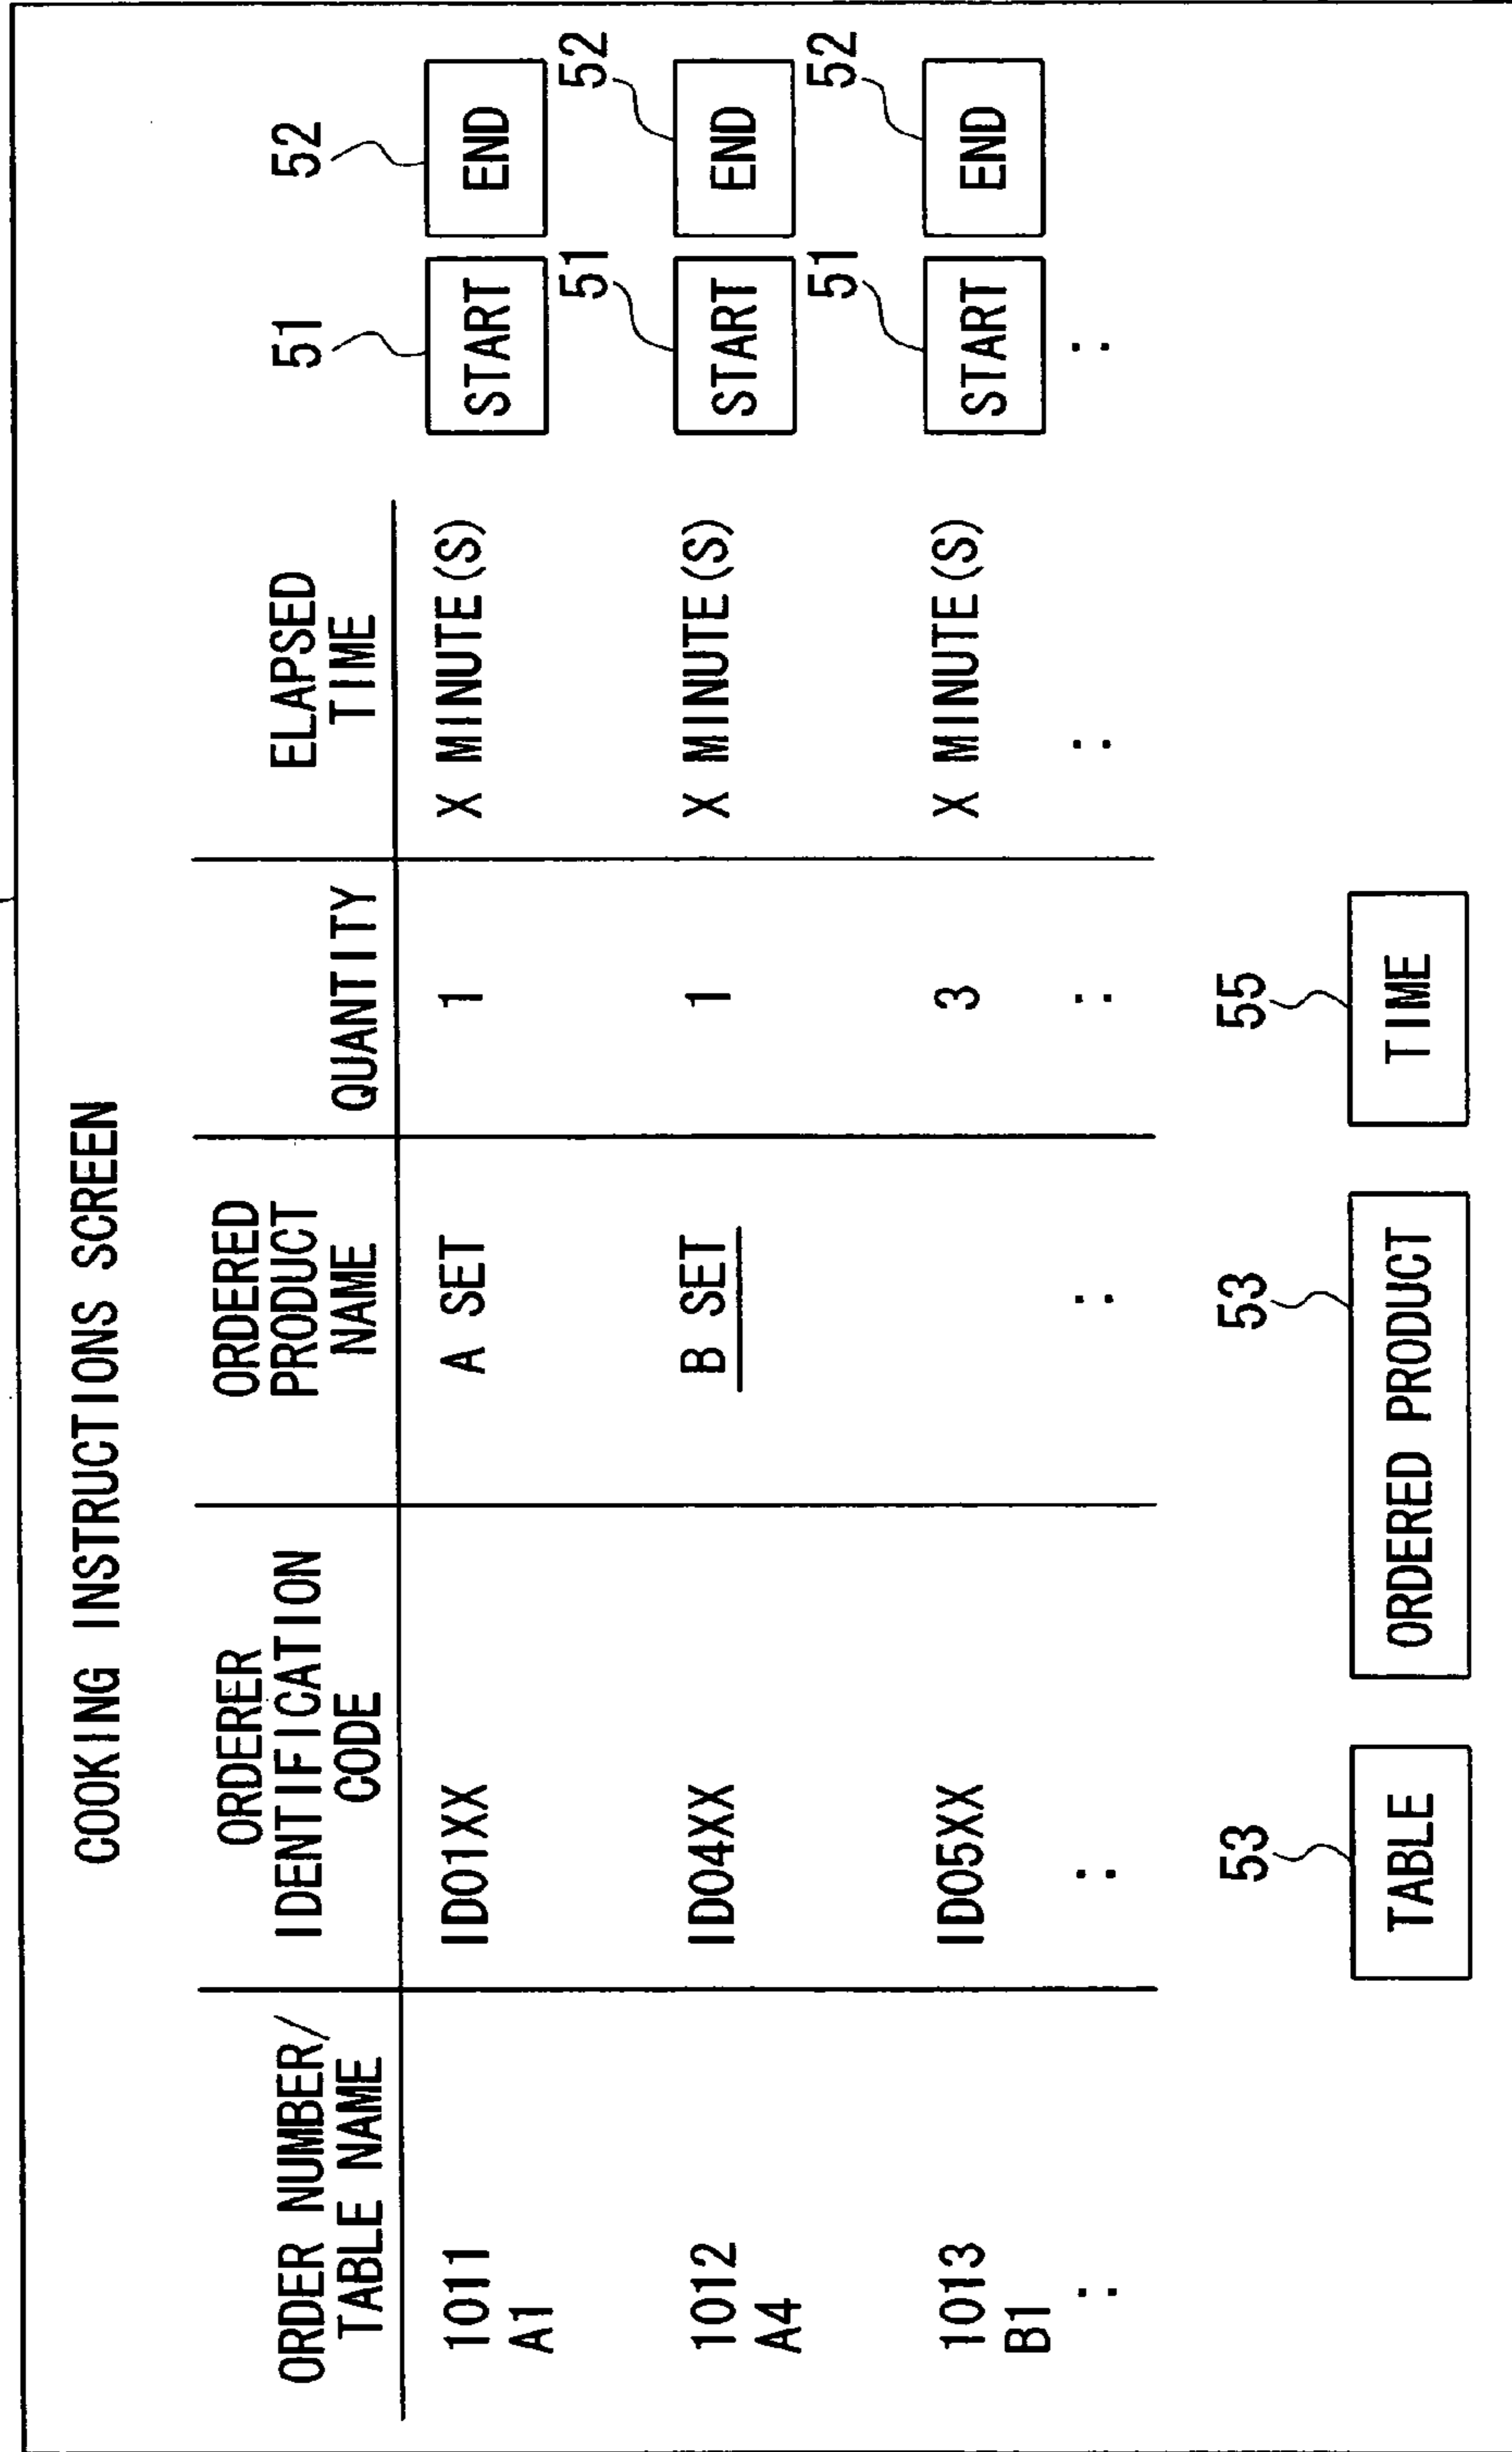 COOKING INSTRUCTIONS SCREEN
ORDER NUMBER/
TABLE NAME
ORDERER
IDENTIFICATION
CODE
ORDERED
PRODUCT
NAME
QUANTITY
ELAPSED
TIME
51
52
1011
A1
ID01XX
A SET
1
X MINUTE(S)
START
END
51
52
1012
A4
ID04XX
B SET
1
X MINUTE(S)
START
END
51
52
1013
B1
ID05XX
3
X MINUTE(S)
START
END
: : : : : :
53
53
55
TABLE
ORDERED PRODUCT
TIME